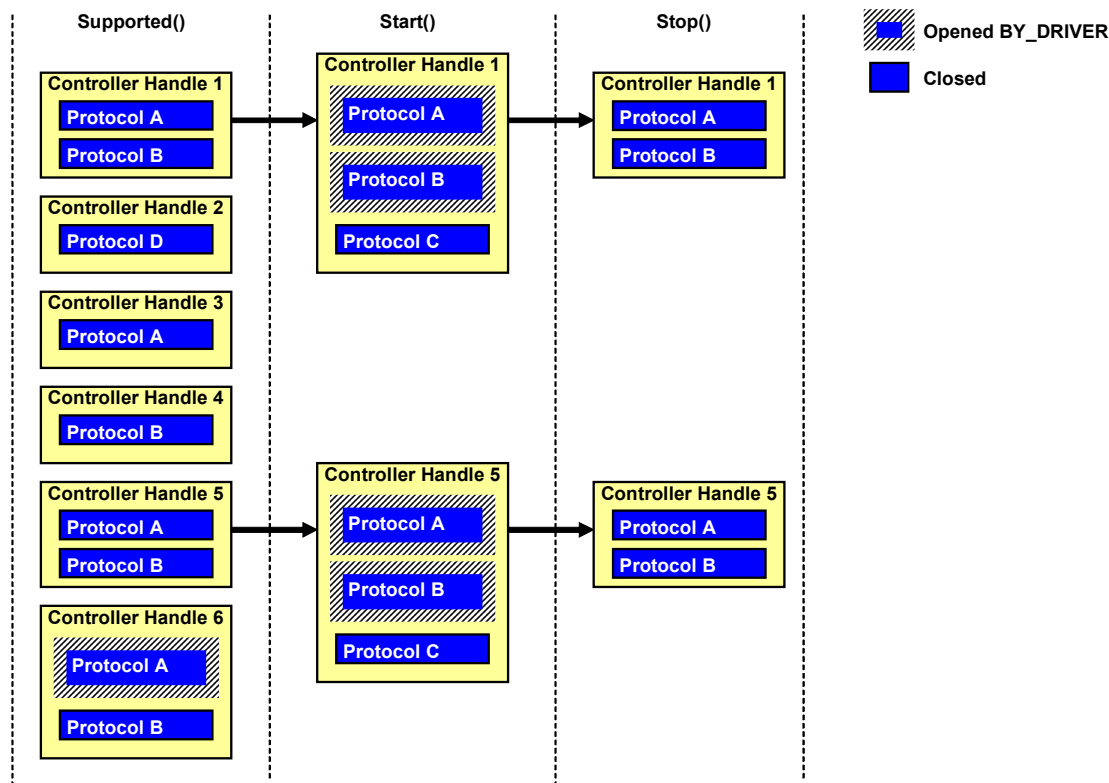 Supported()
Start()
Stop()
Opened BY_DRIVER
Closed
Controller Handle 1
Protocol A
Protocol B
Controller Handle 2
Protocol D
Controller Handle 3
Protocol A
Controller Handle 4
Protocol B
Controller Handle 5
Protocol A
Protocol B
Controller Handle 6
Protocol A
Protocol B
Controller Handle 1
Protocol A
Protocol B
Protocol C
Controller Handle 5
Protocol A
Protocol B
Protocol C
Controller Handle 1
Protocol A
Protocol B
Controller Handle 5
Protocol A
Protocol B